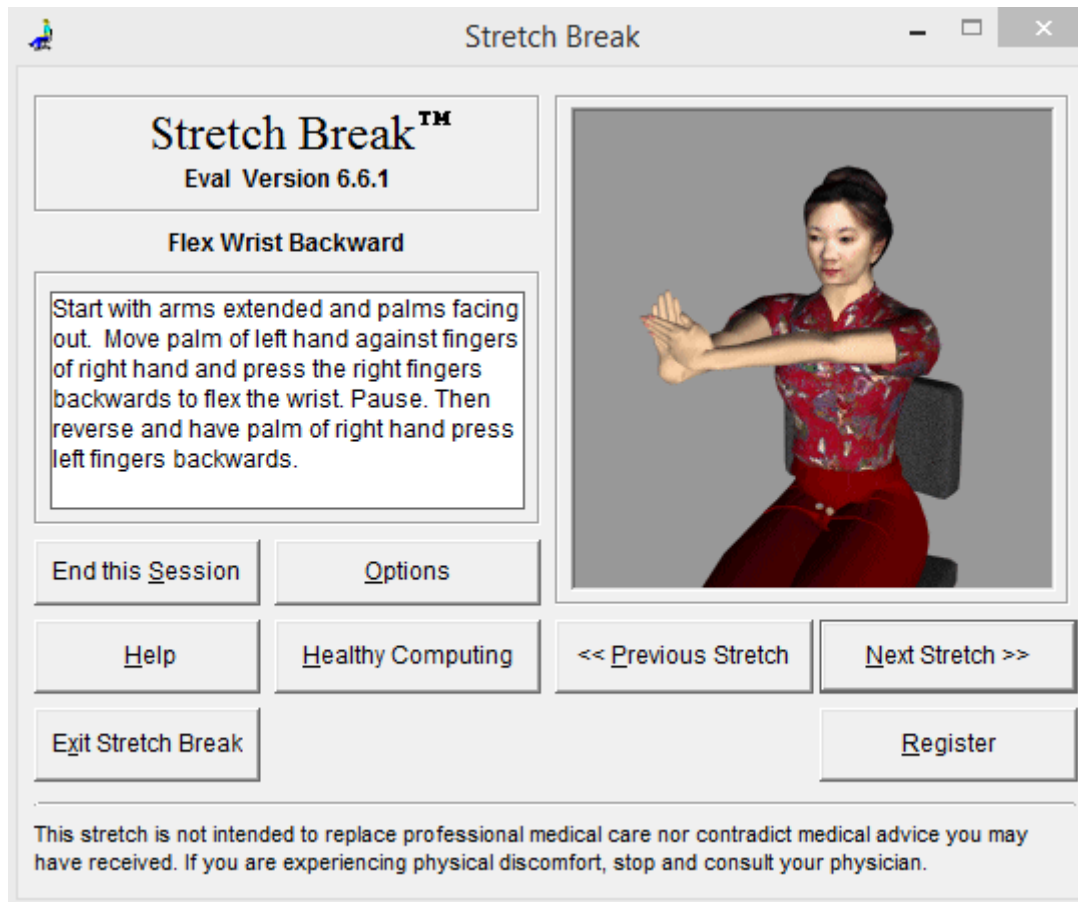 Stretch Break
Stretch Break™
Eval Version 6.6.1
Flex Wrist Backward
Start with arms extended and palms facing
out. Move palm of left hand against fingers
of right hand and press the right fingers
backwards to flex the wrist. Pause. Then
reverse and have palm of right hand press
left fingers backwards.
End this Session
Options
Help
Healthy Computing
<< Previous Stretch
Next Stretch >>
Exit Stretch Break
Register
This stretch is not intended to replace professional medical care nor contradict medical advice you may
have received. If you are experiencing physical discomfort, stop and consult your physician.